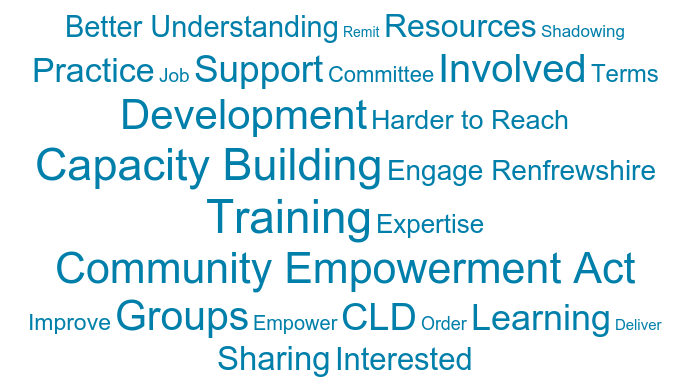 Better Understanding Remit Resources Shadowing
Practice Job Support Committee Involved Terms
Development Harder to Reach
Capacity Building Engage Renfrewshire
Training Expertise
Community Empowerment Act
Improve Groups Empower CLD Order Learning Deliver
Sharing Interested